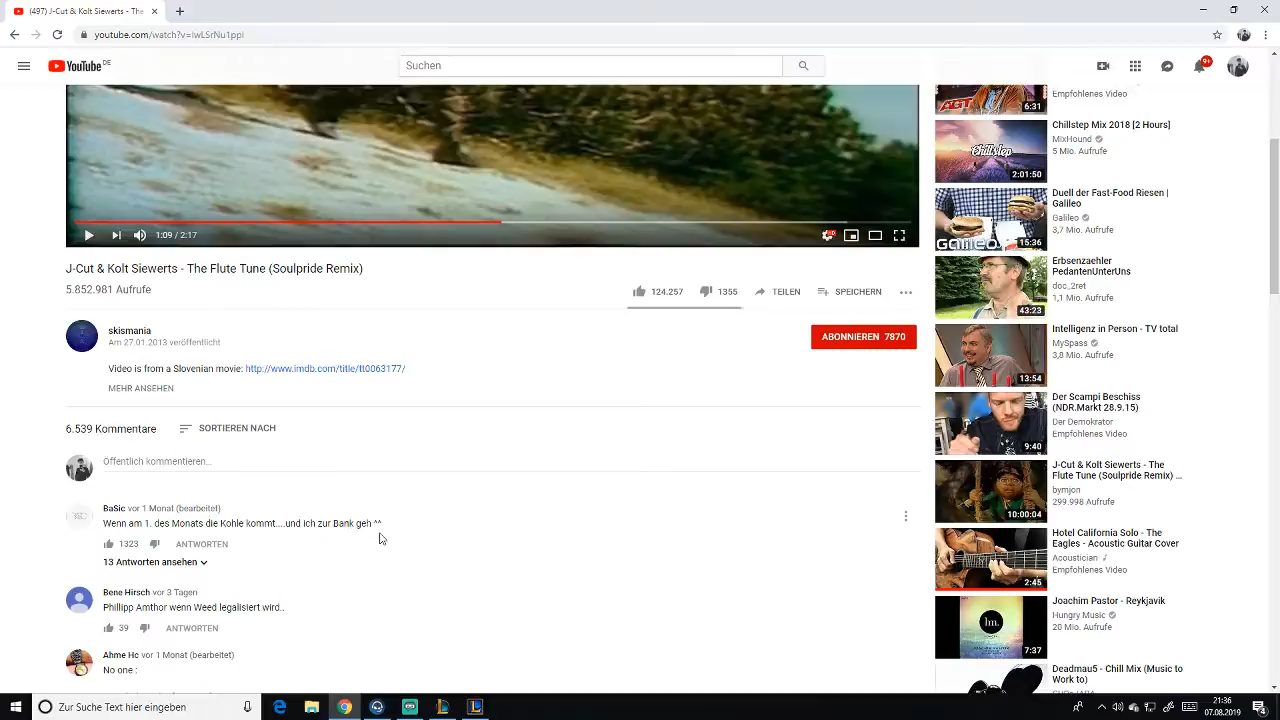 (497) J-Cut & Kolt Siewerts - The
youtube.com/watch?v=iwLSrNu1ppI
YouTube DE
Suchen
9+
AGT
6:31
Empfohlenes Video
Chillstep
2:01:50
Chillstep Mix 2018 [2 Hours]
MixHound
5 Mio. Aufrufe
GALILEO
15:36
Duell der Fast-Food Riesen |
Galileo
Galileo
3,7 Mio. Aufrufe
1:09 / 2:17
J-Cut & Kolt Siewerts - The Flute Tune (Soulpride Remix)
5.852.981 Aufrufe
124.257
1355
TEILEN
SPEICHERN
43:23
Erbsenzaehler
PedantenUnterUns
doc_2ret
1,1 Mio. Aufrufe
skismania
Am 27.01.2013 veröffentlicht
ABONNIEREN 7870
Video is from a Slovenian movie: http://www.imdb.com/title/tt0063177/
MEHR ANSEHEN
13:54
Intelligenz in Person - TV total
MySpass
3,8 Mio. Aufrufe
6.539 Kommentare
SORTIEREN NACH
Öffentlich kommentieren...
9:40
Der Scampi Beschiss
(NDR.Markt 28.9.15)
Der Demokrator
Empfohlenes Video
10:00:04
J-Cut & Kolt Siewerts - The
Flute Tune (Soulpride Remix) ...
bymjon
299.998 Aufrufe
BaSic vor 1 Monat (bearbeitet)
Wenn am 1. des Monats die Kohle kommt....und ich zur Bank geh ^^
1323
ANTWORTEN
13 Antworten ansehen
2:45
Hotel California Solo - The
Eagles - Acoustic Guitar Cover
Acoustician
Empfohlenes Video
Bene Hirsch vor 3 Tagen
Phillipp Amthor wenn Weed legalisiert wird..
39
ANTWORTEN
hm.
7:37
Joachim Pastor - Reykjavik
Hungry Music
20 Mio. Aufrufe
Ahme Hc vor 1 Monat (bearbeitet)
No one :
Deadmau5 - Chill Mix (Music to
Work to)
Zur Suche Text hier eingeben
21:36
07.08.2019